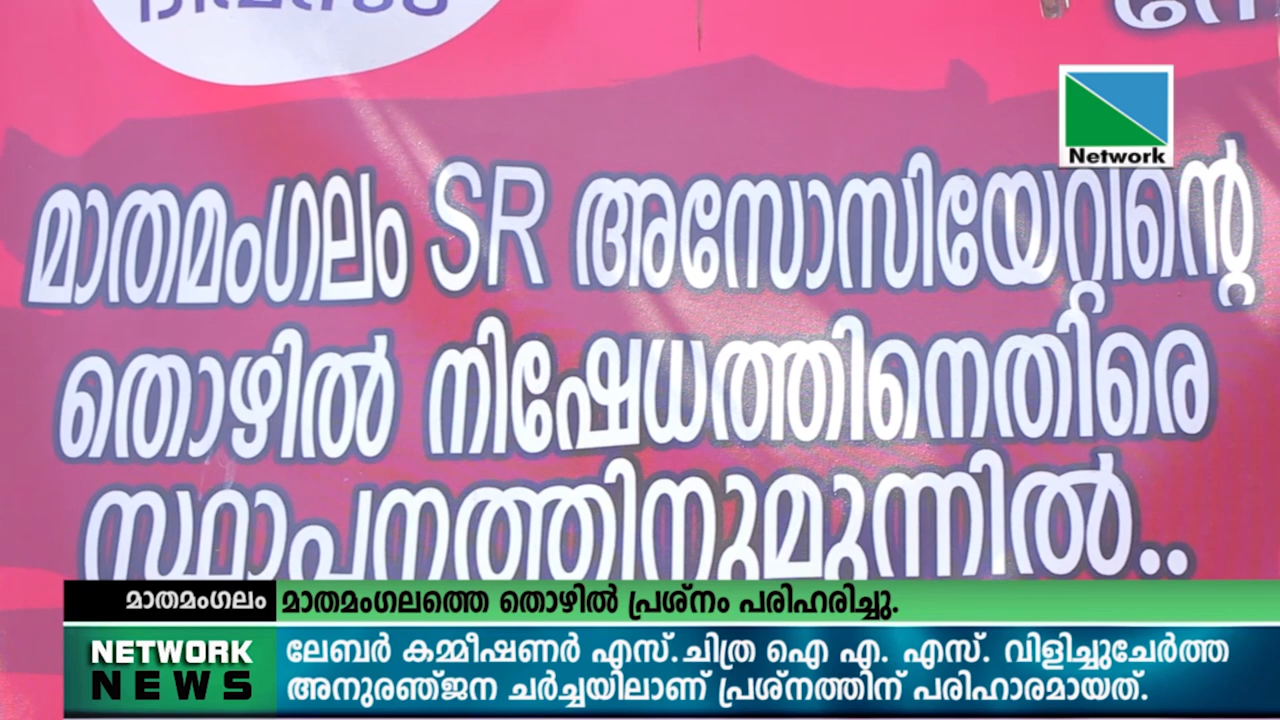 Network
മാതമംഗലം SR അസോസിയേറ്റിന്റെ
തൊഴിൽ നിഷേധത്തിനെതിരെ
സ്ഥാപനത്തിനുമുന്നിൽ..
മാതമംഗലം മാതമംഗലത്തെ തൊഴിൽ പ്രശ്നം പരിഹരിച്ചു.
NETWORK NEWS
ലേബർ കമ്മീഷണർ എസ്.ചിത്ര ഐ എ. എസ്. വിളിച്ചുചേർത്ത
അനുരഞ്ജന ചർച്ചയിലാണ് പ്രശ്നത്തിന് പരിഹാരമായത്.